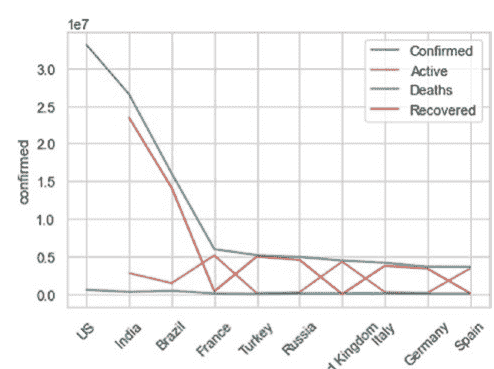 1e7
Confirmed
Active
Deaths
Recovered
3.0
2.5
2.0
1.5
1.0
0.5
0.0
confirmed
US
India
Brazil
France
Turkey
Russia
d Kingdom
Italy
Germany
Spain